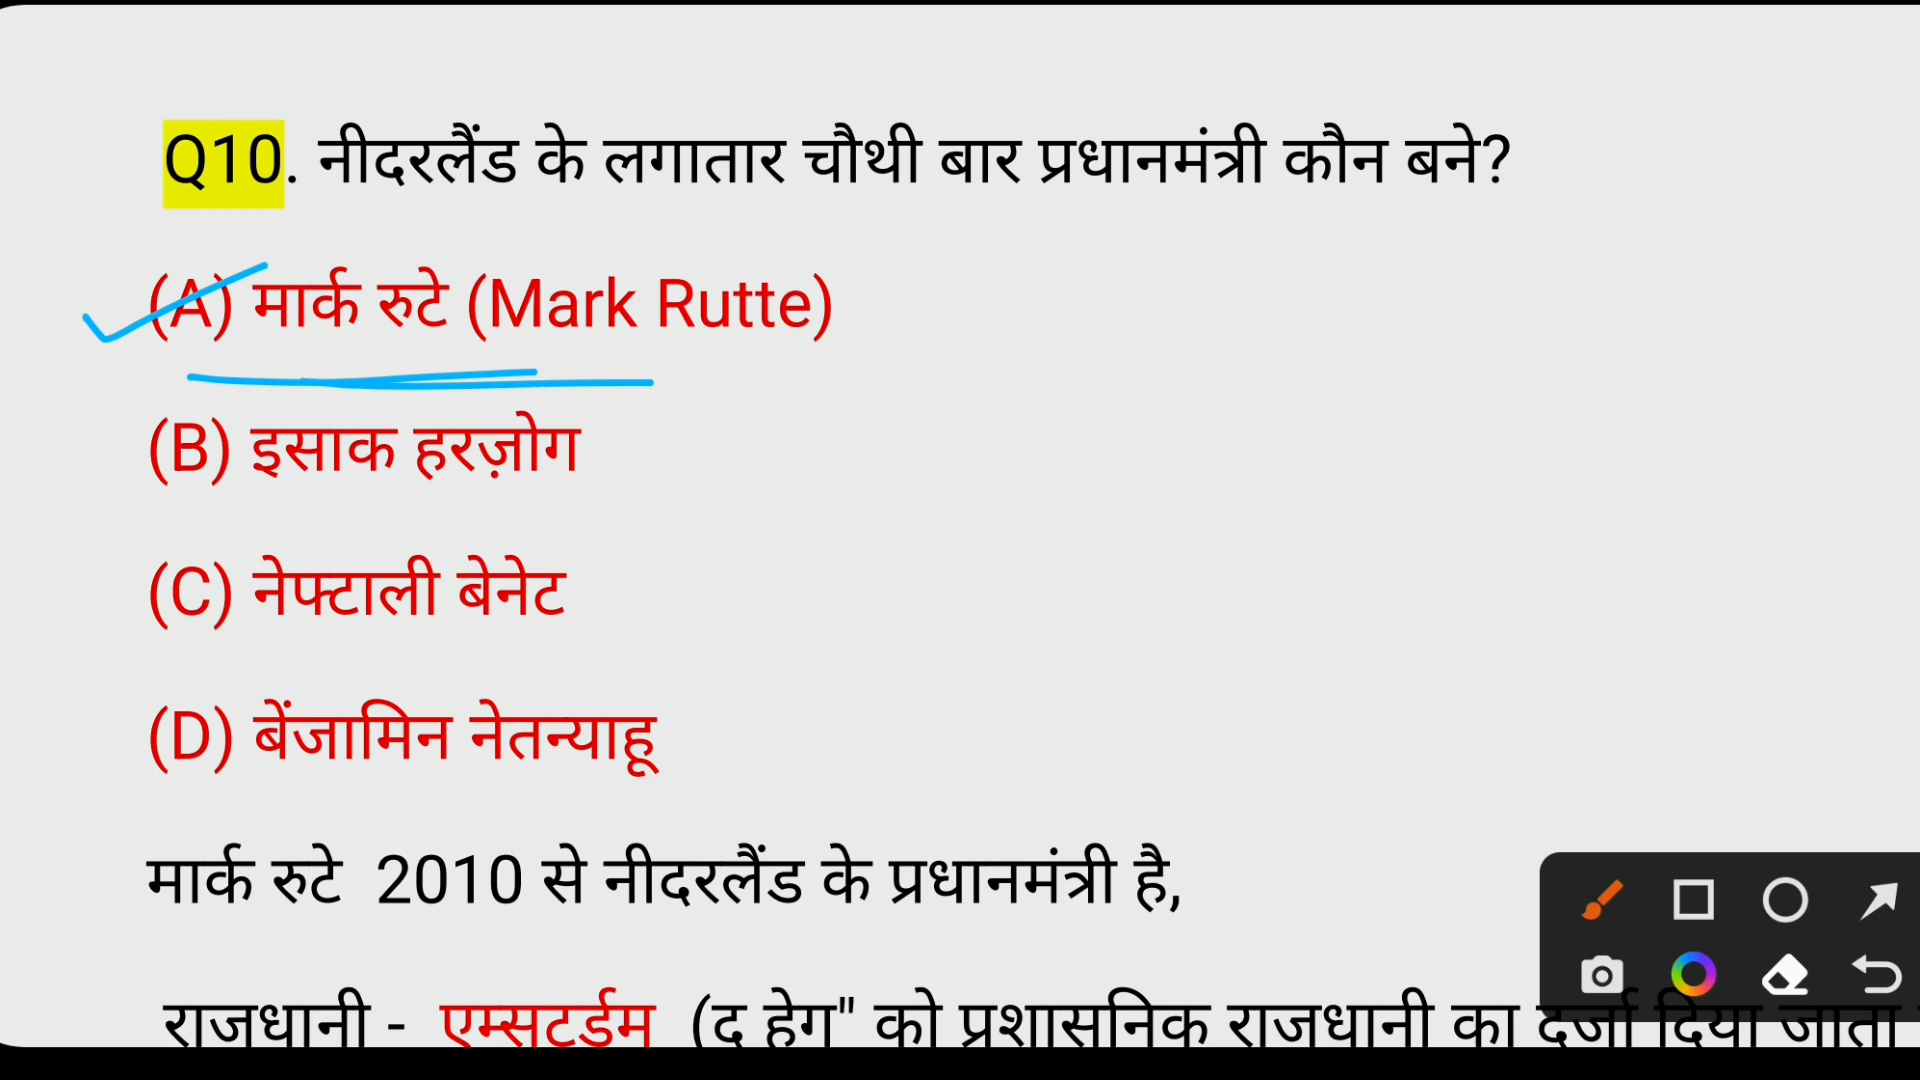 Q10. नीदरलैंड के लगातार चौथी बार प्रधानमंत्री कौन बने?
(A) मार्क रुटे (Mark Rutte)
(B) इसाक हरज़ोग
(C) नेफ्टाली बेनेट
(D) बेंजामिन नेतन्याहू
मार्क रुटे 2010 से नीदरलैंड के प्रधानमंत्री है,
राजधानी - एम्सटर्डम (द हेग" को प्रशासनिक राजधानी का दर्जा दिया जाता